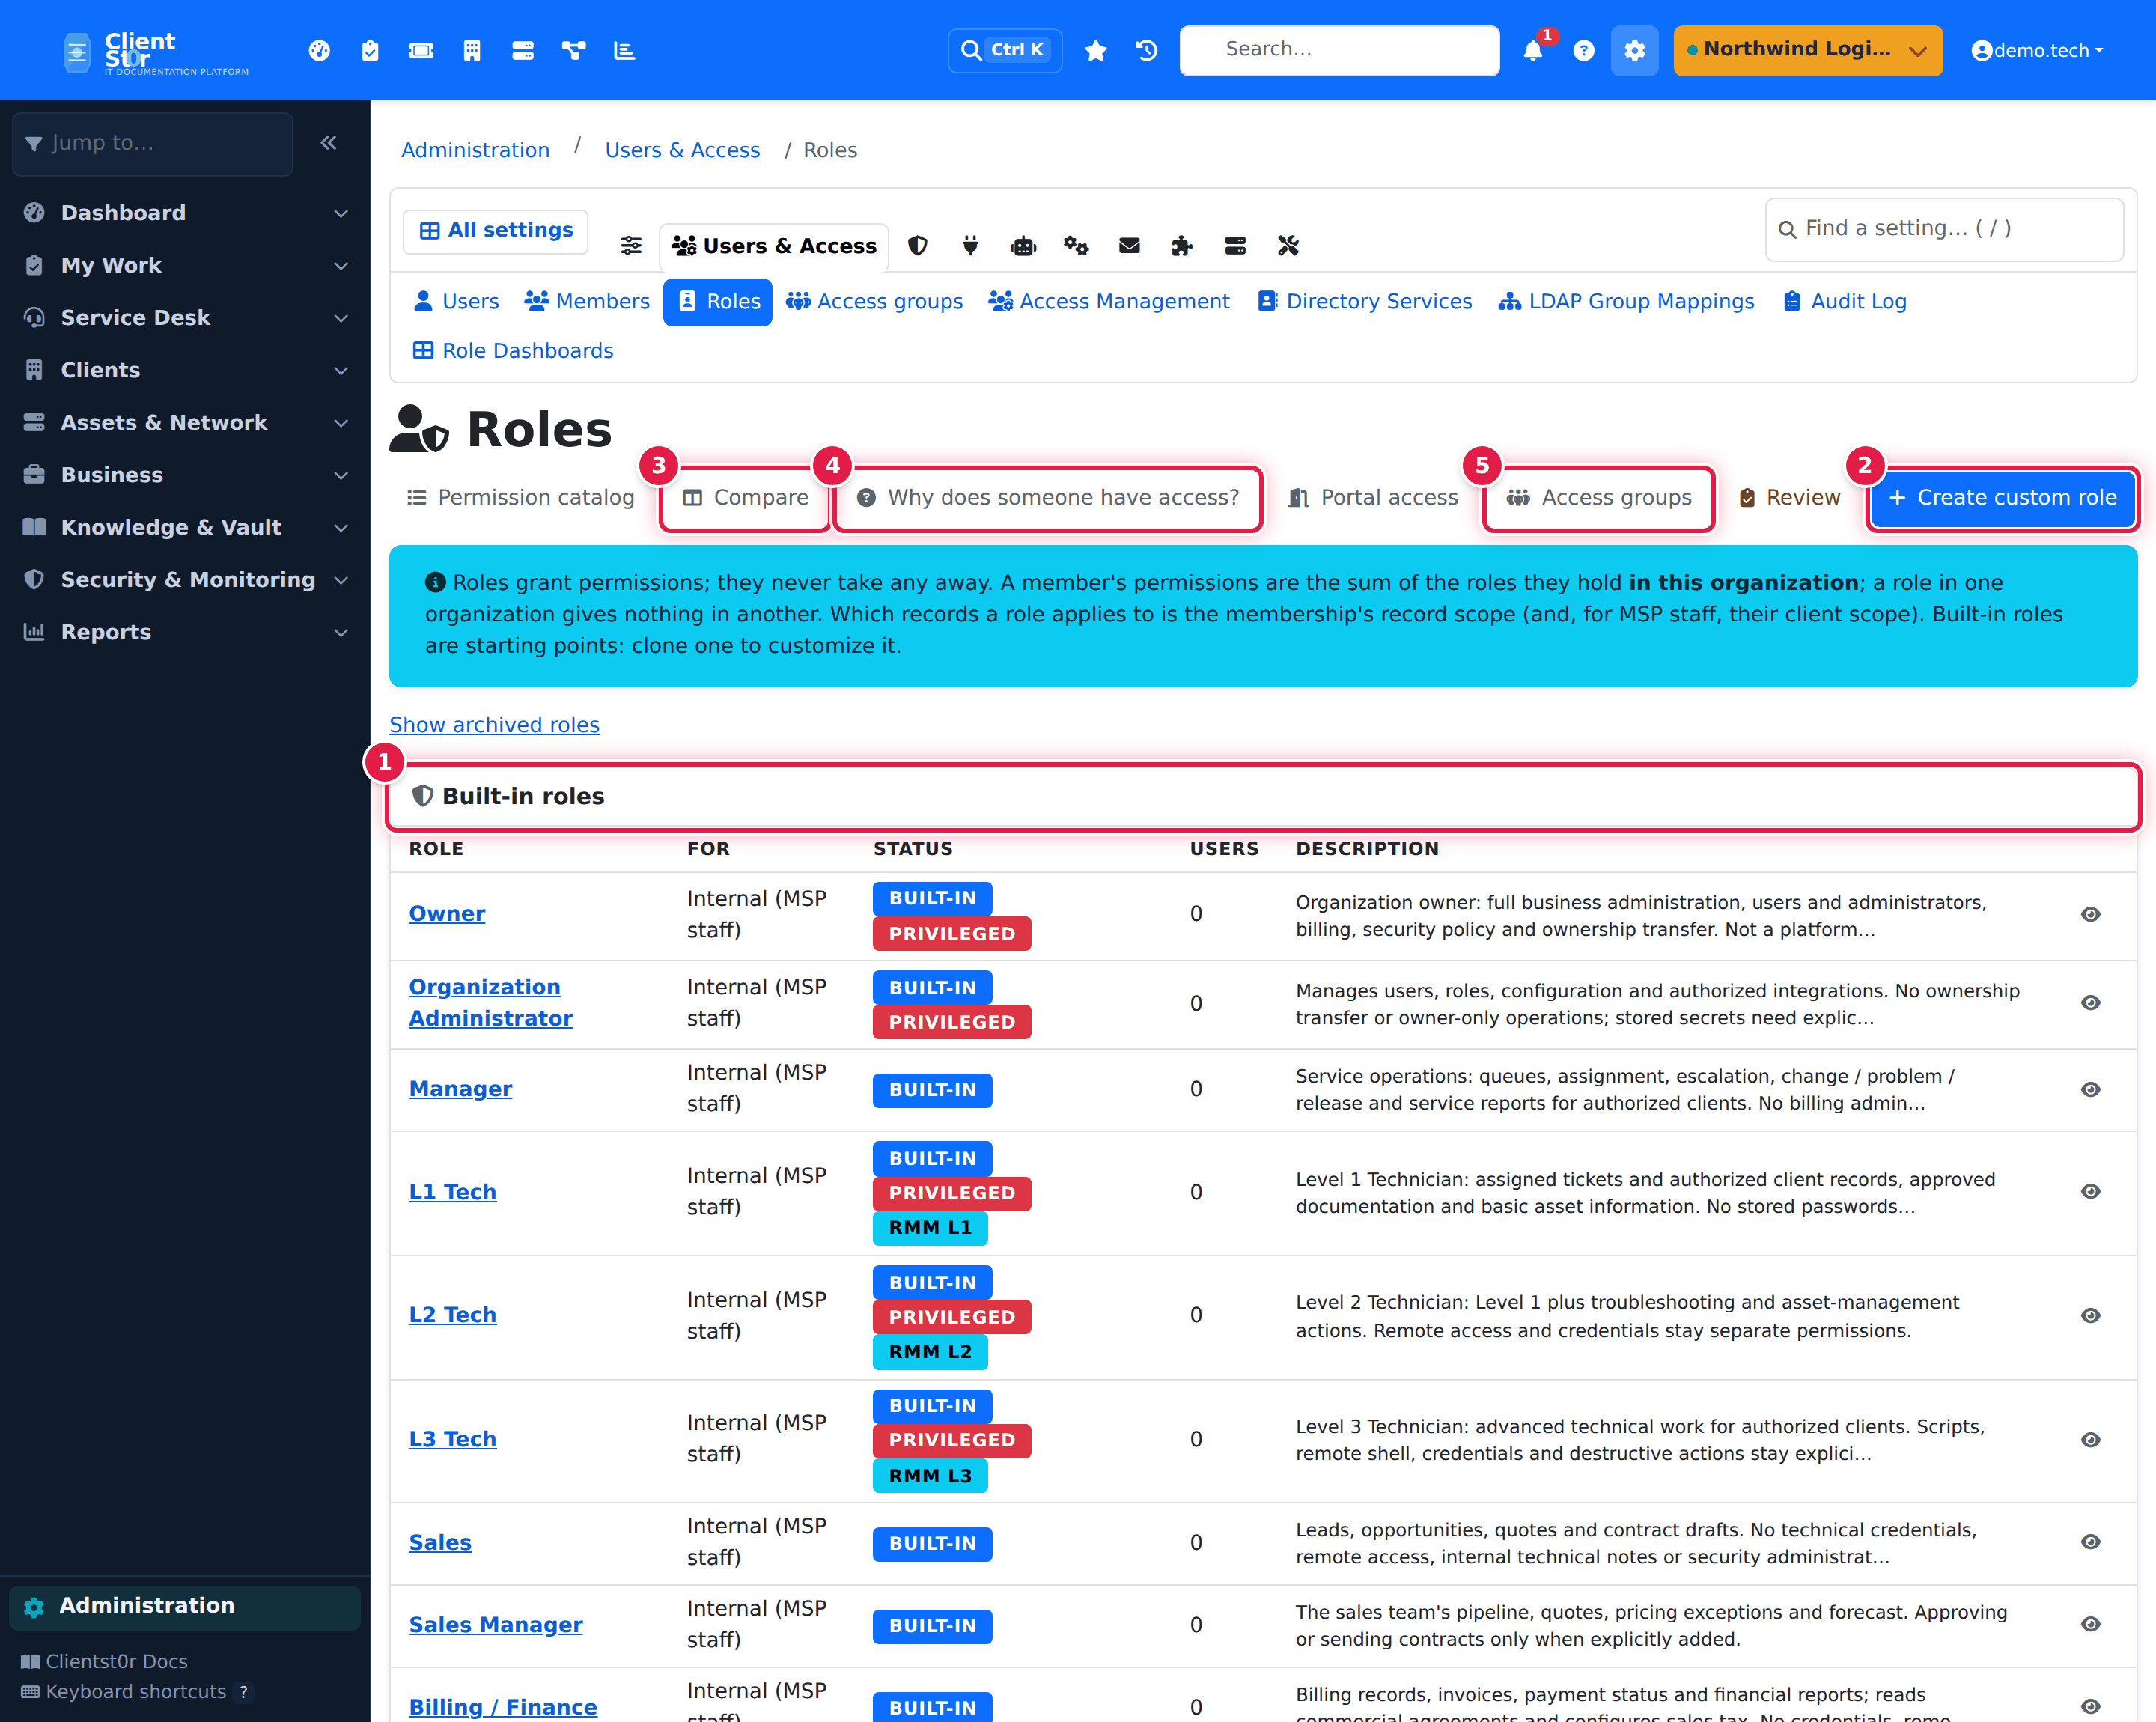 Client
St0r
IT DOCUMENTATION PLATFORM
Ctrl K
Search...
1
?
Northwind Logi...
demo.tech
Jump to...
Dashboard
My Work
Service Desk
Clients
Assets & Network
Business
Knowledge & Vault
Security & Monitoring
Reports
Administration
Clientst0r Docs
Keyboard shortcuts ?
Administration / Users & Access / Roles
All settings
Users & Access
Find a setting... ( / )
Users
Members
Roles
Access groups
Access Management
Directory Services
LDAP Group Mappings
Audit Log
Role Dashboards
Roles
3
4
5
2
Permission catalog
Compare
Why does someone have access?
Portal access
Access groups
Review
+ Create custom role
Roles grant permissions; they never take any away. A member's permissions are the sum of the roles they hold in this organization; a role in one
organization gives nothing in another. Which records a role applies to is the membership's record scope (and, for MSP staff, their client scope). Built-in roles
are starting points: clone one to customize it.
Show archived roles
1
Built-in roles
ROLE FOR STATUS USERS DESCRIPTION
Owner
Internal (MSP
staff)
BUILT-IN
PRIVILEGED
0
Organization owner: full business administration, users and administrators,
billing, security policy and ownership transfer. Not a platform...
Organization
Administrator
Internal (MSP
staff)
BUILT-IN
PRIVILEGED
0
Manages users, roles, configuration and authorized integrations. No ownership
transfer or owner-only operations; stored secrets need explic...
Manager
Internal (MSP
staff)
BUILT-IN
0
Service operations: queues, assignment, escalation, change / problem /
release and service reports for authorized clients. No billing admin...
L1 Tech
Internal (MSP
staff)
BUILT-IN
PRIVILEGED
RMM L1
0
Level 1 Technician: assigned tickets and authorized client records, approved
documentation and basic asset information. No stored passwords...
L2 Tech
Internal (MSP
staff)
BUILT-IN
PRIVILEGED
RMM L2
0
Level 2 Technician: Level 1 plus troubleshooting and asset-management
actions. Remote access and credentials stay separate permissions.
L3 Tech
Internal (MSP
staff)
BUILT-IN
PRIVILEGED
RMM L3
0
Level 3 Technician: advanced technical work for authorized clients. Scripts,
remote shell, credentials and destructive actions stay explici...
Sales
Internal (MSP
staff)
BUILT-IN
0
Leads, opportunities, quotes and contract drafts. No technical credentials,
remote access, internal technical notes or security administrat...
Sales Manager
Internal (MSP
staff)
BUILT-IN
0
The sales team's pipeline, quotes, pricing exceptions and forecast. Approving
or sending contracts only when explicitly added.
Billing / Finance
Internal (MSP
staff)
BUILT-IN
0
Billing records, invoices, payment status and financial reports; reads
commercial agreements and configures sales tax. No credentials, remo...